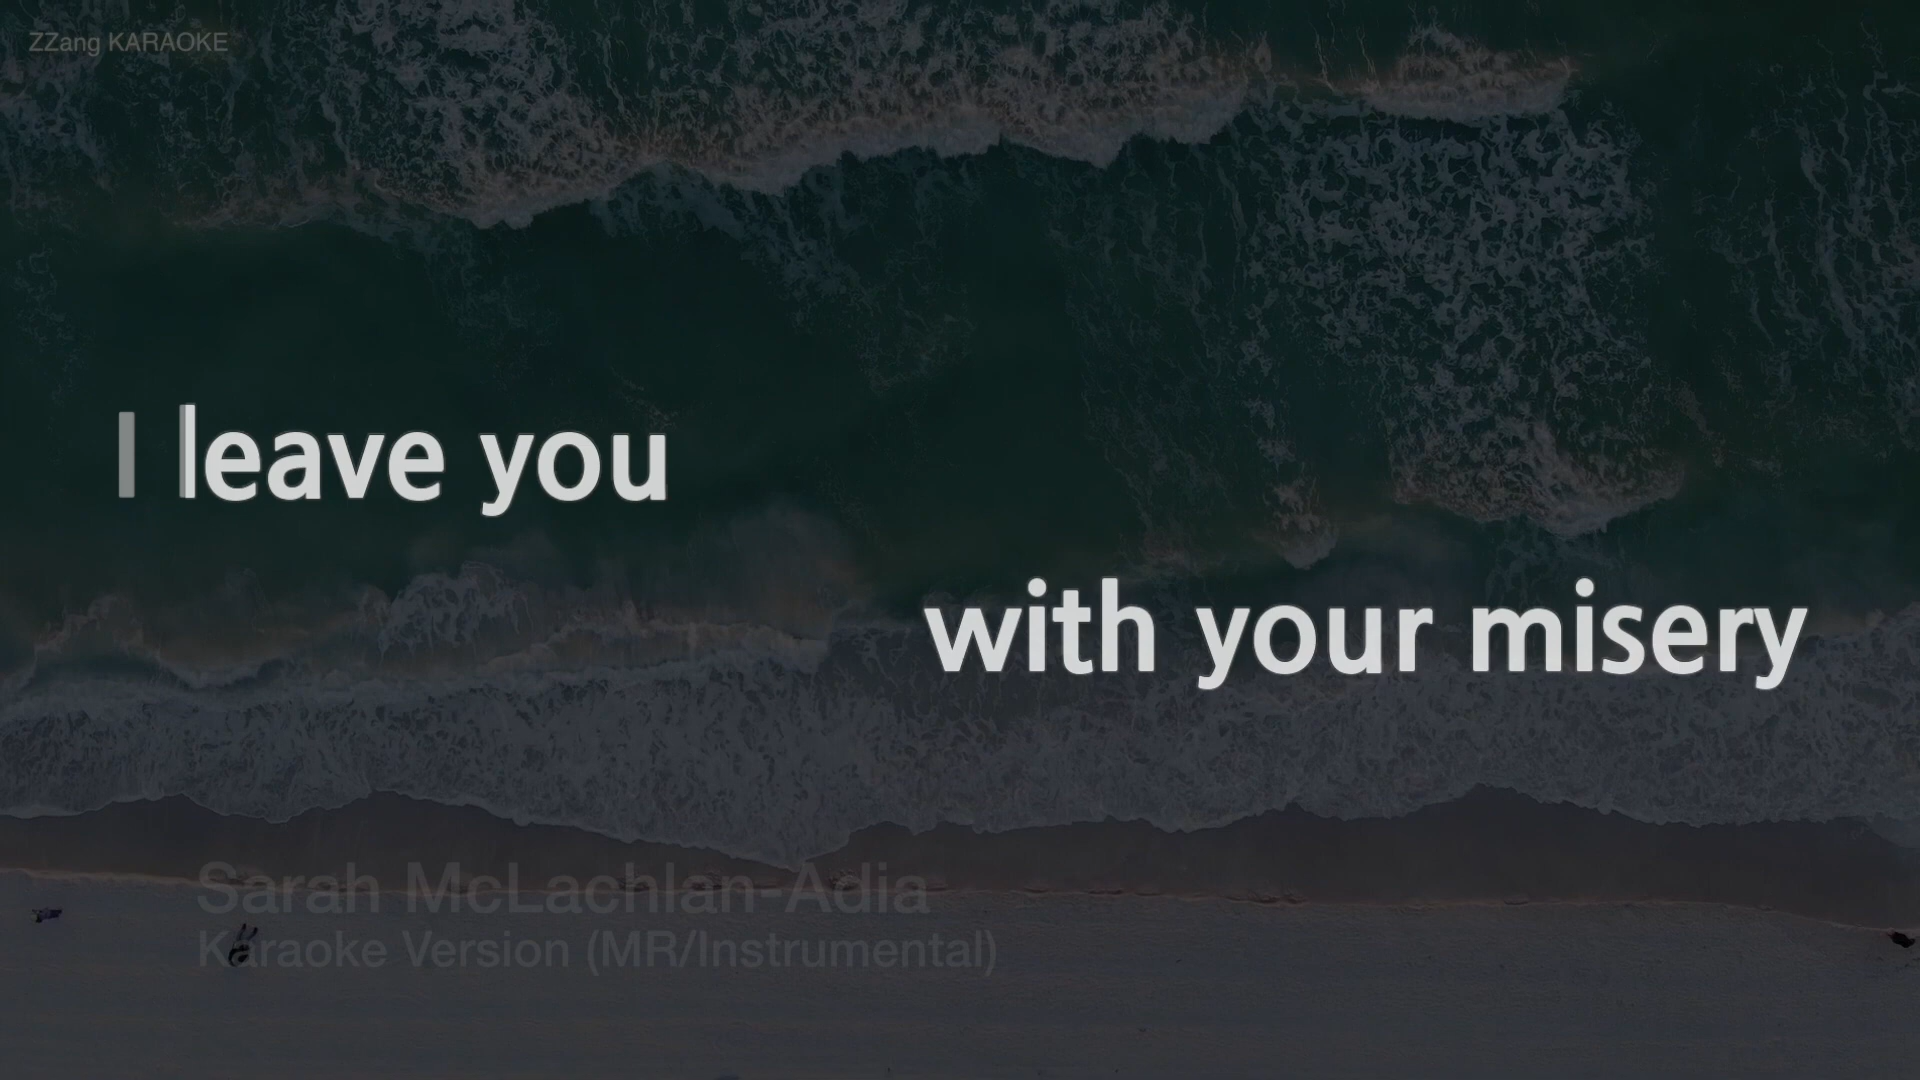 ZZang KARAOKE
I leave you
with your misery
Sarah McLachlan-Adia
Karaoke Version (MR/Instrumental)